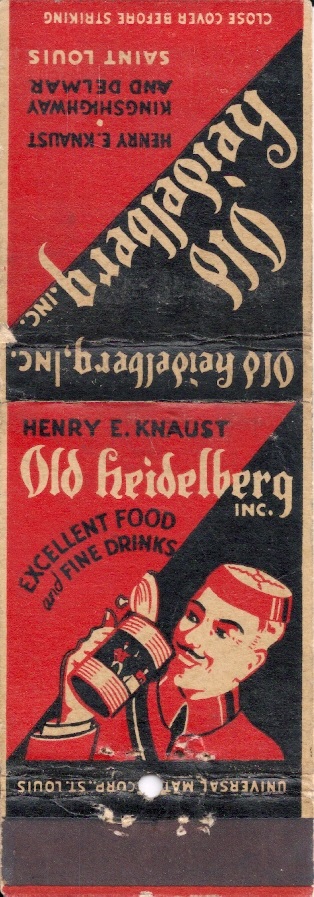 CLOSE COVER BEFORE STRIKING
SAINT LOUIS
AND DELMAR
KINGSHIGHWAY
HENRY E. KNAUST
Old
Heidelberg, INC.
Old Heidelberg, Inc.
HENRY E. KNAUST
Old Heidelberg
INC.
EXCELLENT FOOD
and FINE DRINKS
UNIVERSAL MAT CORP., ST. LOUIS